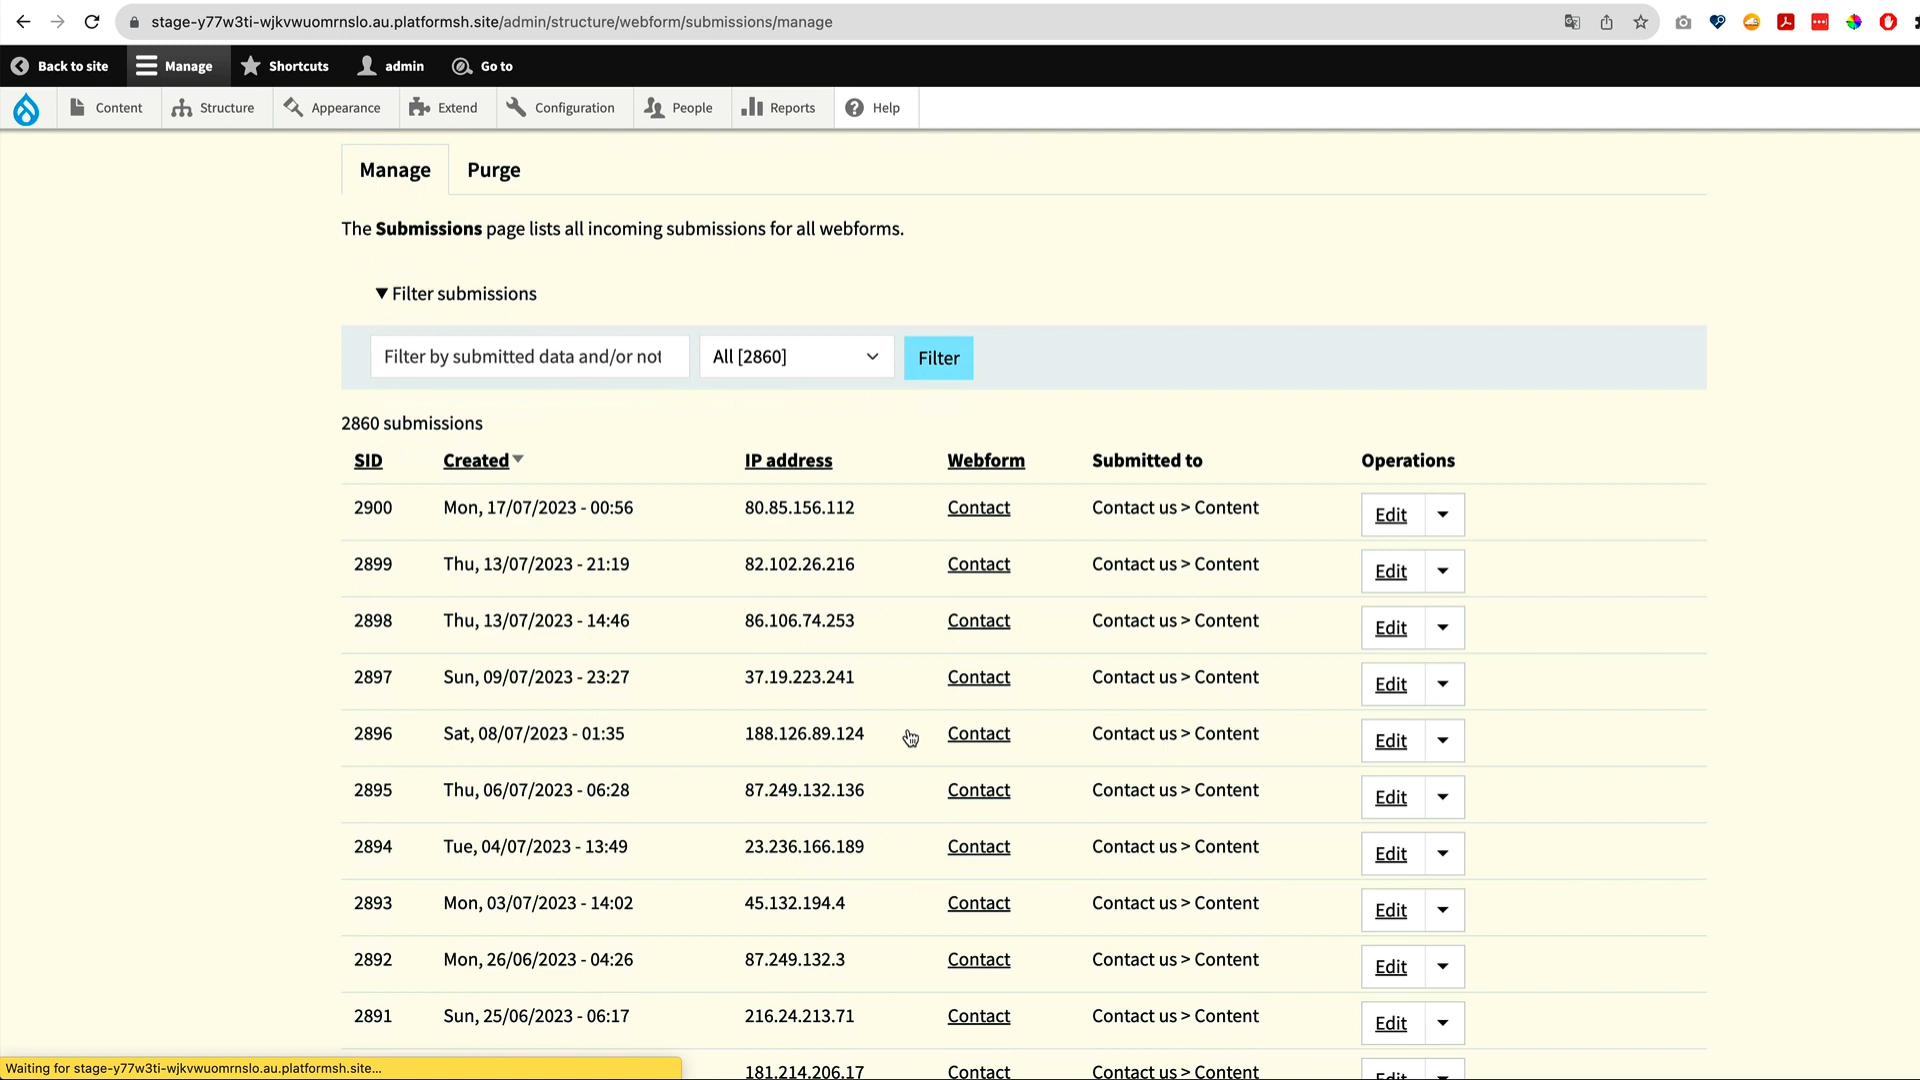 stage-y77w3ti-wjkvwuomrnslo.au.platformsh.site/admin/structure/webform/submissions/manage
Back to site Manage Shortcuts admin Go to
Content Structure Appearance Extend Configuration People Reports Help
Manage Purge
The Submissions page lists all incoming submissions for all webforms.
▼ Filter submissions
Filter by submitted data and/or not All [2860] Filter
2860 submissions
SID Created IP address Webform Submitted to Operations
2900 Mon, 17/07/2023 - 00:56 80.85.156.112 Contact Contact us > Content Edit
2899 Thu, 13/07/2023 - 21:19 82.102.26.216 Contact Contact us > Content Edit
2898 Thu, 13/07/2023 - 14:46 86.106.74.253 Contact Contact us > Content Edit
2897 Sun, 09/07/2023 - 23:27 37.19.223.241 Contact Contact us > Content Edit
2896 Sat, 08/07/2023 - 01:35 188.126.89.124 Contact Contact us > Content Edit
2895 Thu, 06/07/2023 - 06:28 87.249.132.136 Contact Contact us > Content Edit
2894 Tue, 04/07/2023 - 13:49 23.236.166.189 Contact Contact us > Content Edit
2893 Mon, 03/07/2023 - 14:02 45.132.194.4 Contact Contact us > Content Edit
2892 Mon, 26/06/2023 - 04:26 87.249.132.3 Contact Contact us > Content Edit
2891 Sun, 25/06/2023 - 06:17 216.24.213.71 Contact Contact us > Content Edit
181.214.206.17 Contact Contact us > Content Edit
Waiting for stage-y77w3ti-wjkvwuomrnslo.au.platformsh.site...